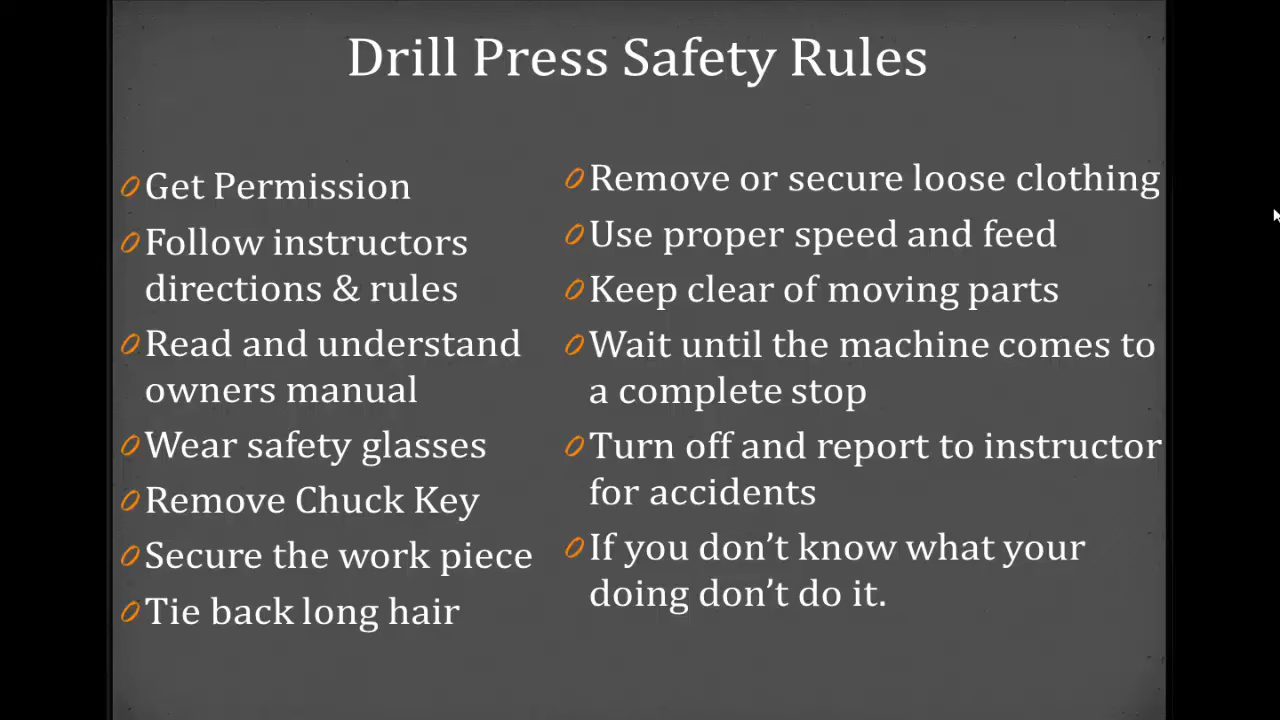 Drill Press Safety Rules
Get Permission
Follow instructors
directions & rules
Read and understand
owners manual
Wear safety glasses
Remove Chuck Key
Secure the work piece
Tie back long hair
Remove or secure loose clothing
Use proper speed and feed
Keep clear of moving parts
Wait until the machine comes to
a complete stop
Turn off and report to instructor
for accidents
If you don’t know what your
doing don’t do it.